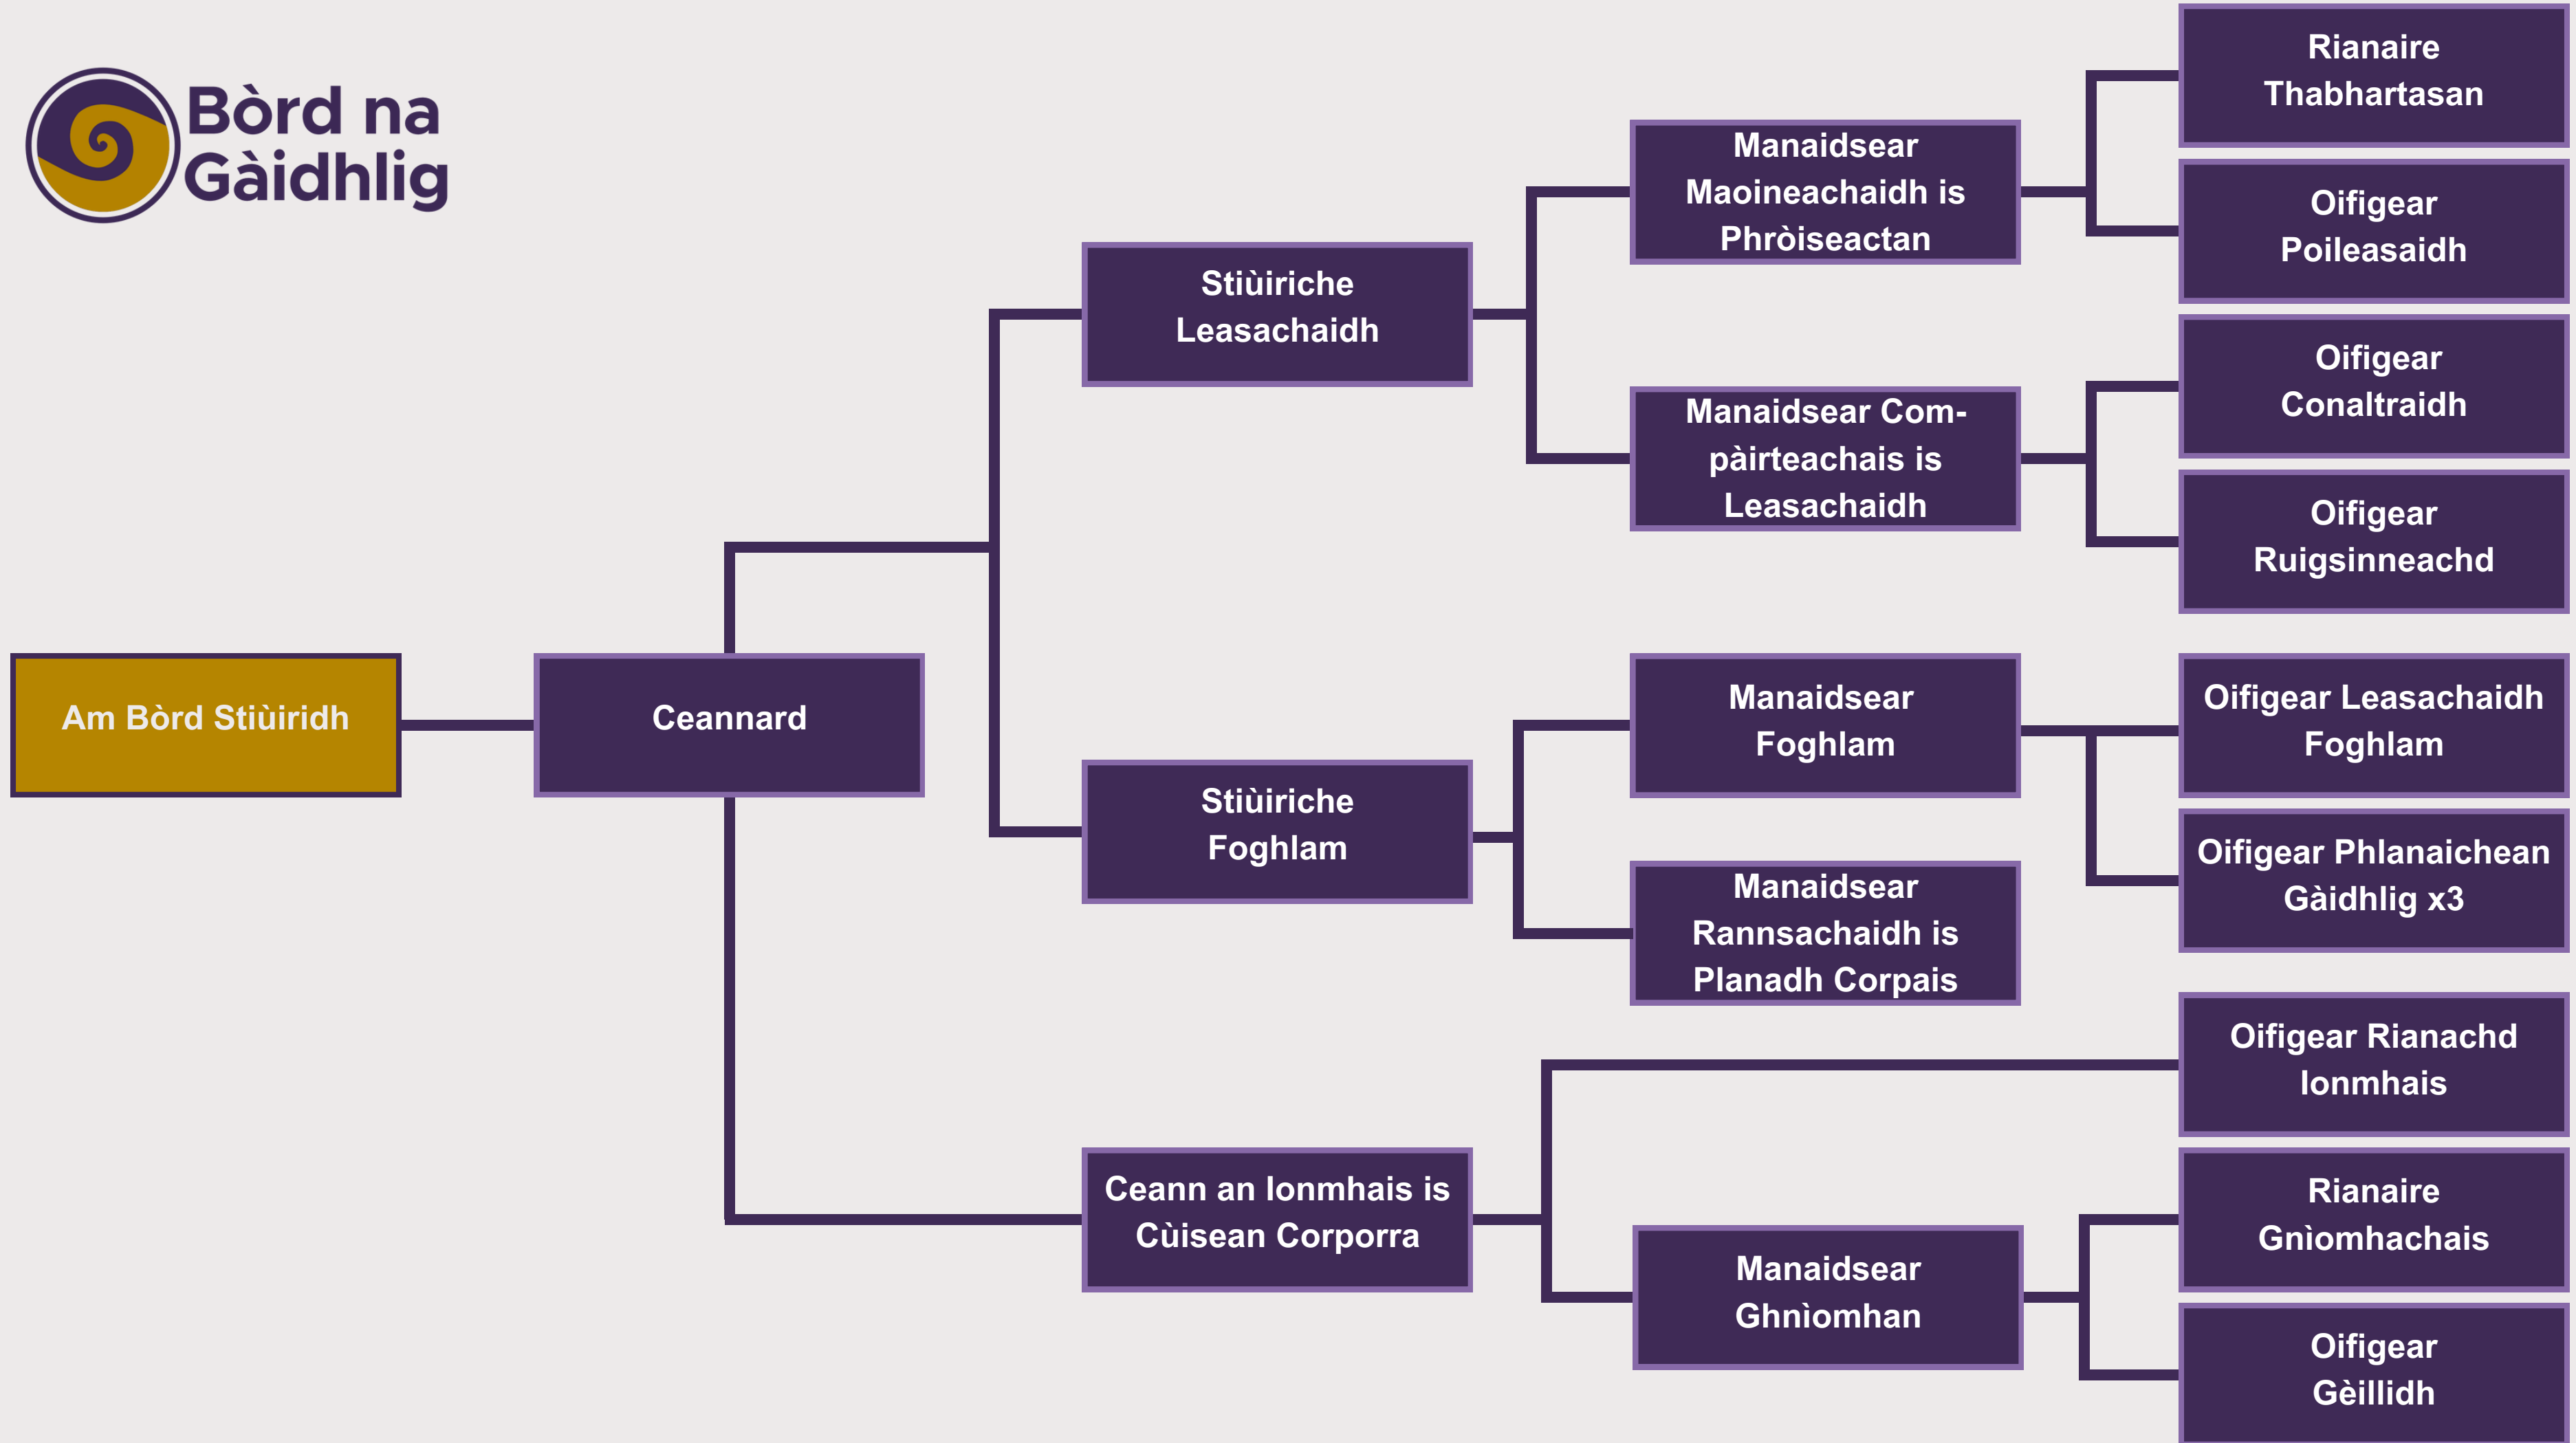 Bòrd na
Gàidhlig
Am Bòrd Stiùiridh
Ceannard
Stiùiriche
Leasachaidh
Manaidsear
Maoineachaidh is
Phròiseactan
Rianaire
Thabhartasan
Oifigear
Poileasaidh
Manaidsear Com-
pàirteachais is
Leasachaidh
Oifigear
Conaltraidh
Oifigear
Ruigsinneachd
Stiùiriche
Foghlam
Manaidsear
Foghlam
Oifigear Leasachaidh
Foghlam
Oifigear Phlanaichean
Gàidhlig x3
Manaidsear
Rannsachaidh is
Planadh Corpais
Ceann an Ionmhais is
Cùisean Corporra
Oifigear Rianachd
Ionmhais
Manaidsear
Ghnìomhan
Rianaire
Gnìomhachais
Oifigear
Gèillidh